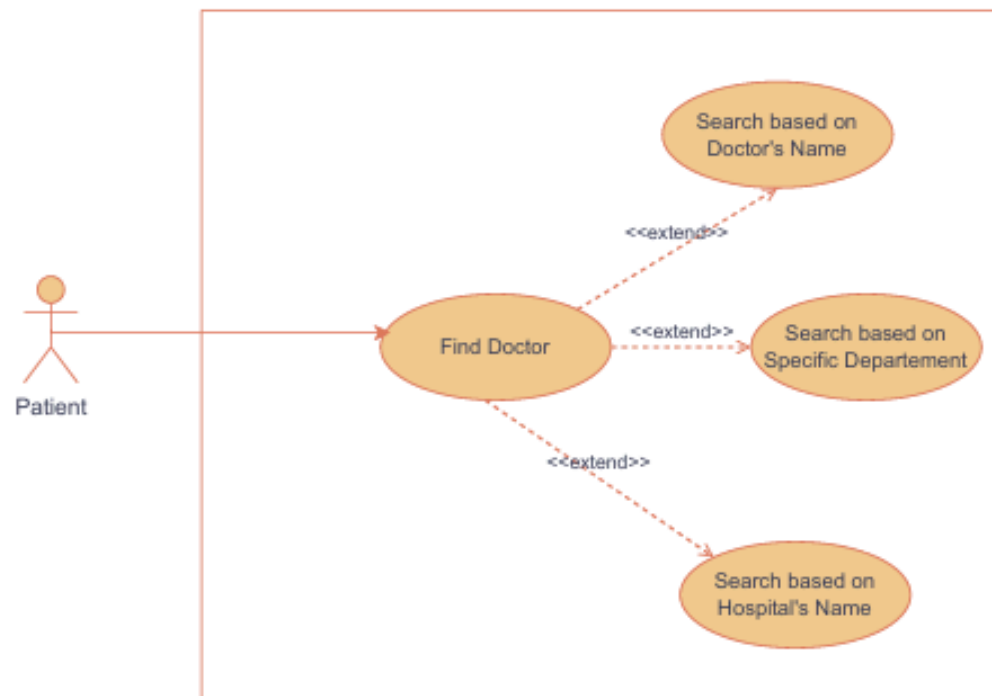 Search based on
Doctor's Name
<<extend>>
Patient
Find Doctor
<<extend>>
Search based on
Specific Departement
<<extend>>
Search based on
Hospital's Name